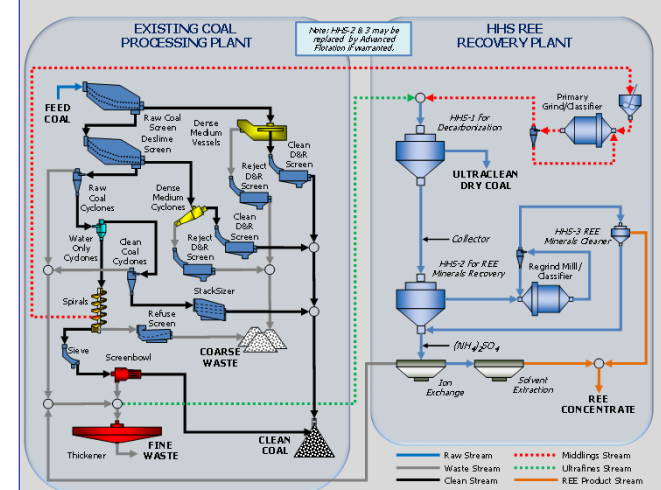 EXISTING COAL
PROCESSING PLANT
Note: HHS-2 & 3 may be
replaced by Advanced
Flotation if warranted.
HHS REE
RECOVERY PLANT
FEED
COAL
Raw Coal
Screen
Deslime
Screen
Dense
Medium
Vessels
Clean
D&R
Screen
Reject
D&R
Screen
Raw
Coal
Cyclones
Dense
Medium
Cyclones
Clean
D&R
Screen
Water
Only
Cyclones
Clean
Coal
Cyclones
Reject
D&R
Screen
StackSizer
Spirals
Refuse
Screen
COARSE
WASTE
Sieve
Screenbowl
Thickener
FINE
WASTE
CLEAN
COAL
Primary
Grind/Classifier
HHS-1 for
Decarbonization
ULTRACLEAN
DRY COAL
Collector
HHS-2 for REE
Minerals Recovery
HHS-3 REE
Minerals Cleaner
Regrind Mill/
Classifier
(NH₄)₂SO₄
Ion
Exchange
Solvent
Extraction
REE
CONCENTRATE
Raw Stream
Waste Stream
Clean Stream
Middlings Stream
Ultrafines Stream
REE Product Stream